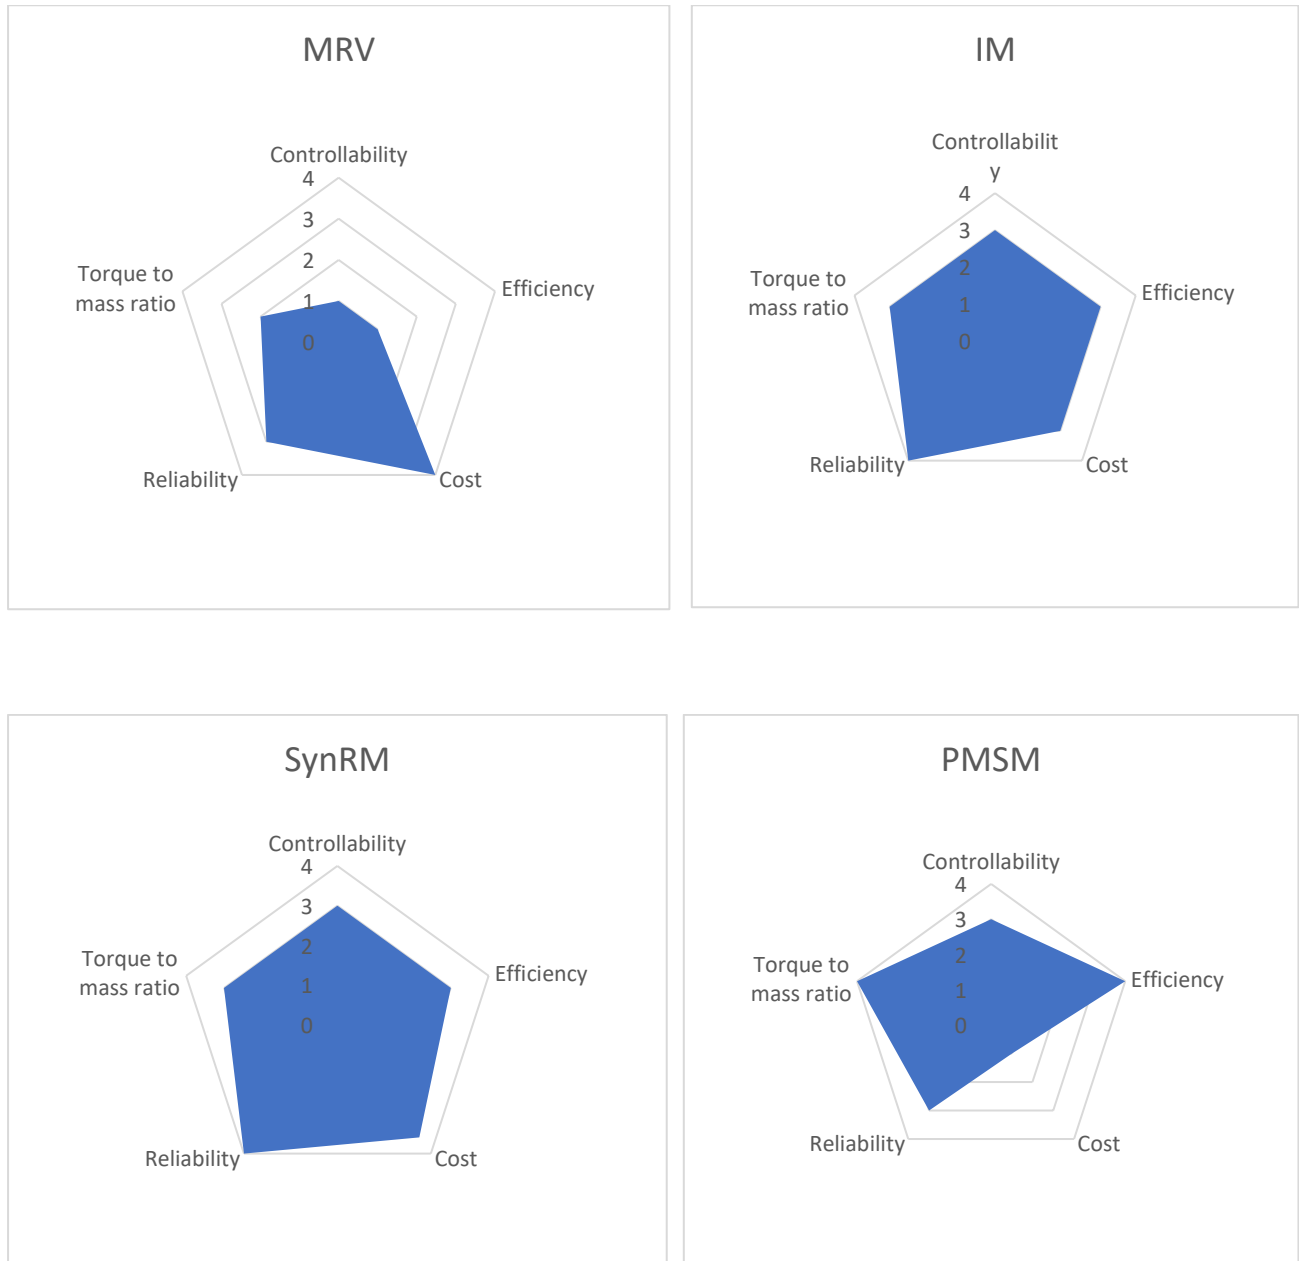 MRV
Controllability
4
3
2
1
0
Efficiency
Torque to
mass ratio
Reliability
Cost
IM
Controllabilit
y
4
3
2
1
0
Efficiency
Torque to
mass ratio
Reliability
Cost
SynRM
Controllability
4
3
2
1
0
Efficiency
Torque to
mass ratio
Reliability
Cost
PMSM
Controllability
4
3
2
1
0
Efficiency
Torque to
mass ratio
Reliability
Cost